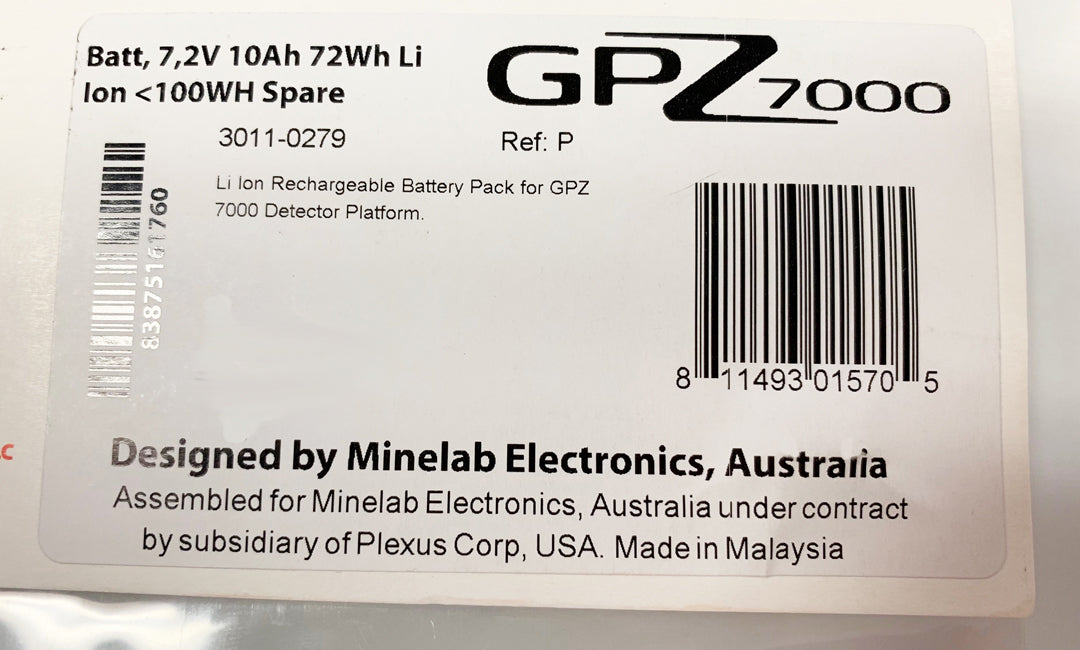 Batt, 7,2V 10Ah 72Wh Li
Ion <100WH Spare
GPZ 7000
3011-0279
Ref: P
Li Ion Rechargeable Battery Pack for GPZ
7000 Detector Platform.
83875161760
8 11493 01570 5
Designed by Minelab Electronics, Australia
Assembled for Minelab Electronics, Australia under contract
by subsidiary of Plexus Corp, USA. Made in Malaysia